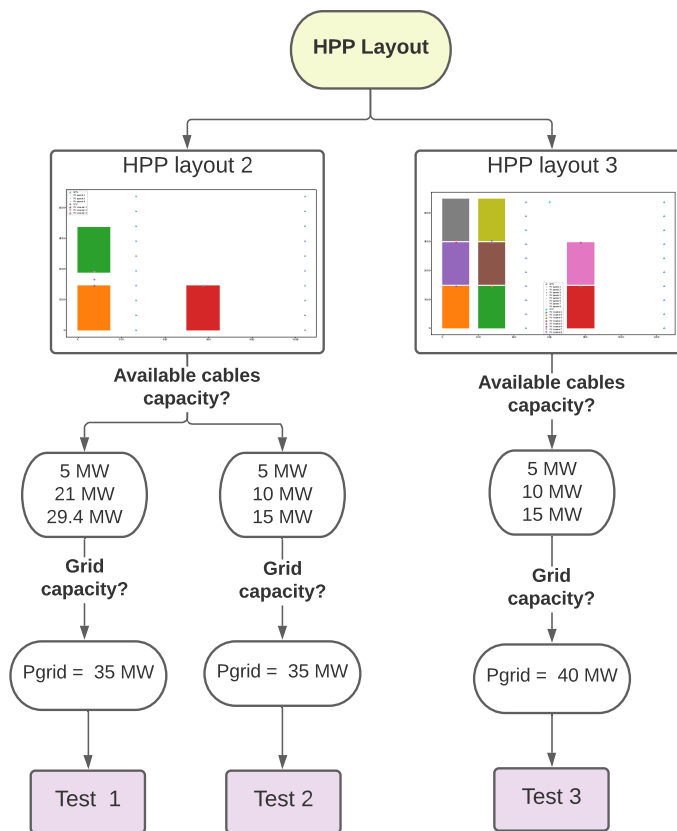 HPP Layout
HPP layout 2
HPP layout 3
Available cables
capacity?
Available cables
capacity?
5 MW
21 MW
29.4 MW
5 MW
10 MW
15 MW
5 MW
10 MW
15 MW
Grid
capacity?
Grid
capacity?
Grid
capacity?
Pgrid =  35 MW
Pgrid =  35 MW
Pgrid =  40 MW
Test  1
Test 2
Test 3